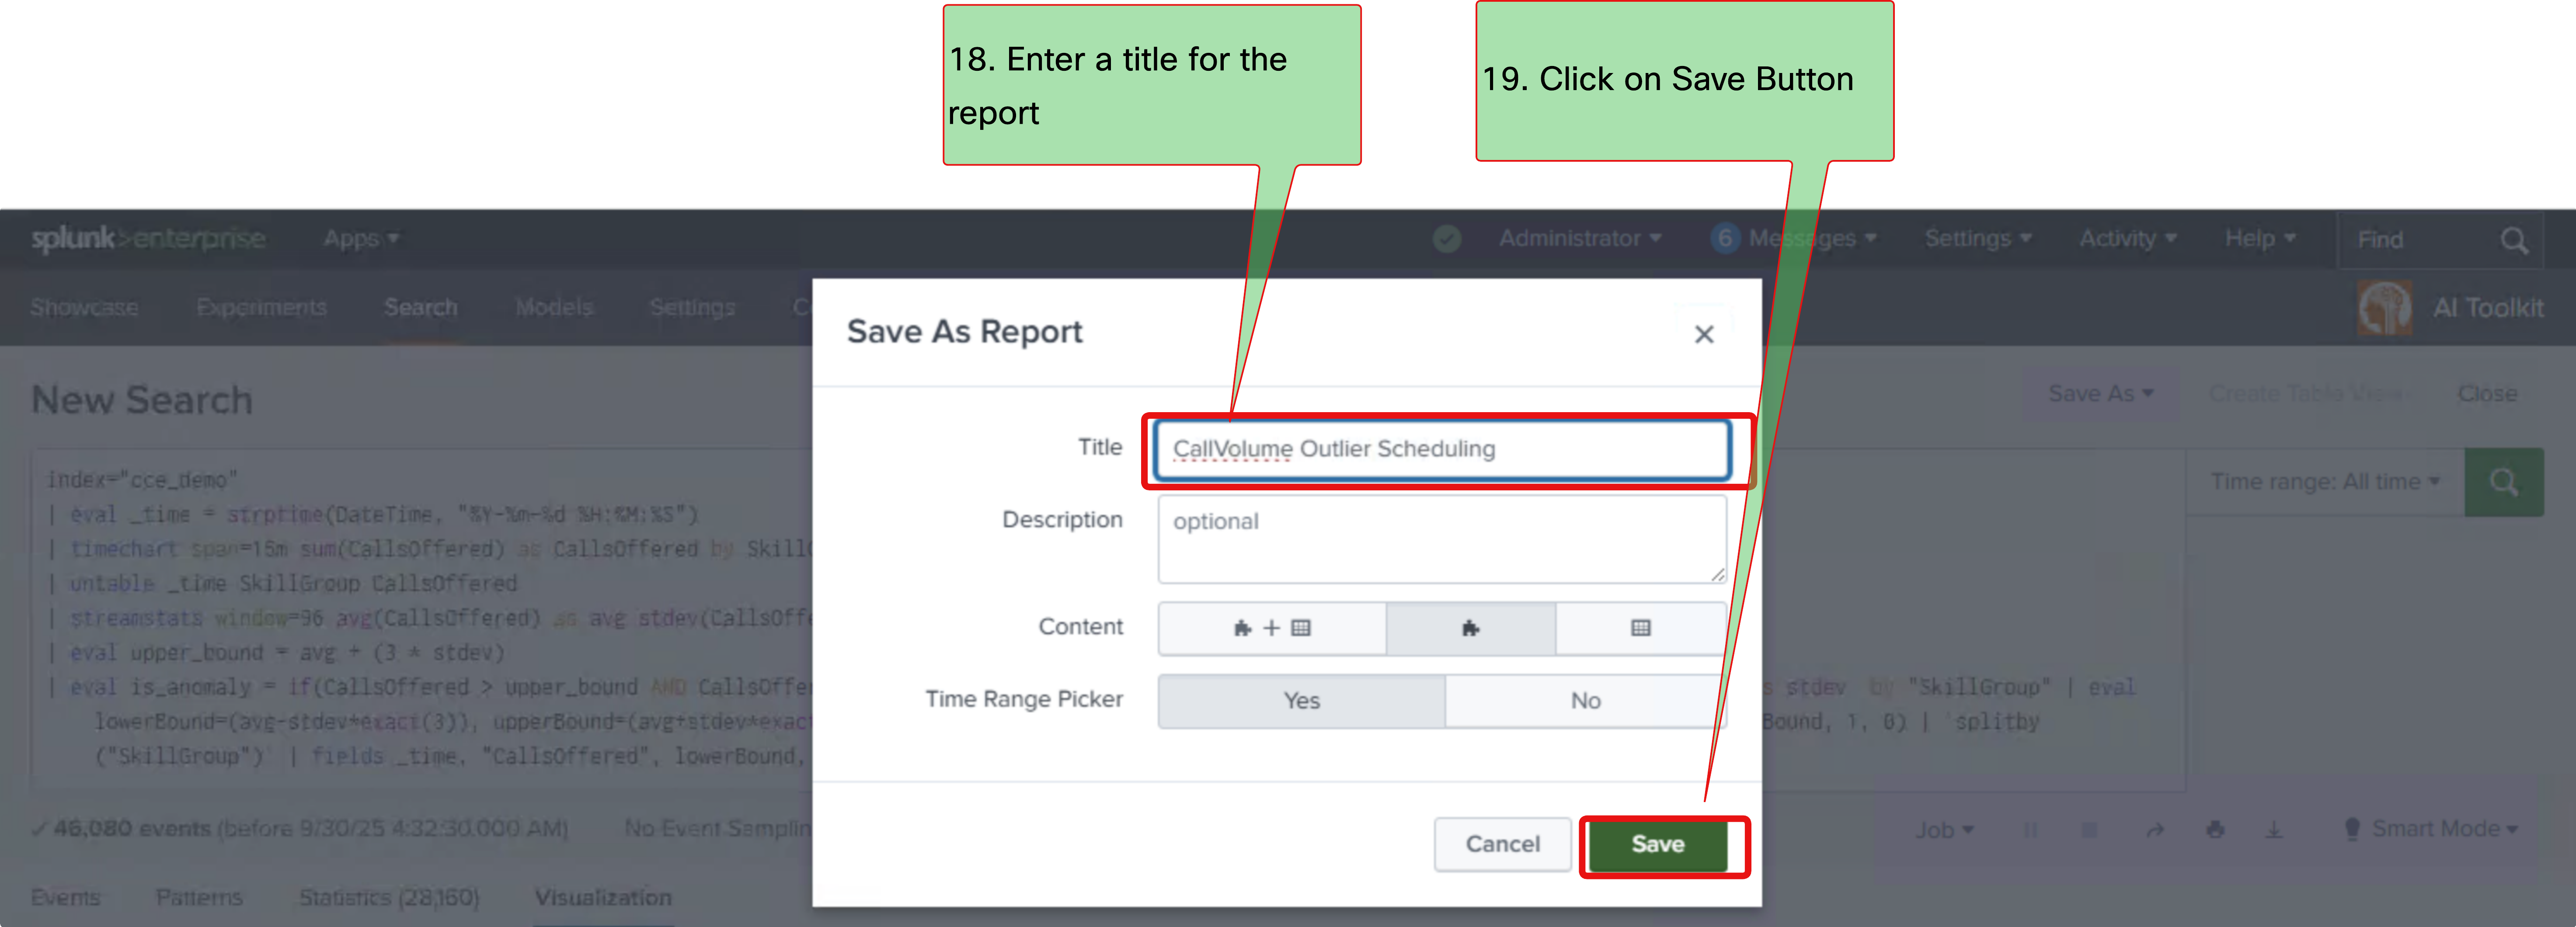 18. Enter a title for the
report
19. Click on Save Button
splunk>enterprise Apps Administrator 6 Messages Settings Activity Help Find
Showcase Experiments Search Models Settings C AI Toolkit
Save As Report
New Search Save As Create Table View Close
Title CallVolume Outlier Scheduling
Time range: All time
index="cce_demo"
| eval _time = strptime(DateTime, "%Y-%m-%d %H:%M:%S")
Description optional
| timechart span=15m sum(CallsOffered) as CallsOffered by Skill
| untable _time SkillGroup CallsOffered
| streamstats window=96 avg(CallsOffered) as avg stdev(CallsOffe
Content
| eval upper_bound = avg + (3 * stdev)
| eval is_anomaly = if(CallsOffered > upper_bound AND CallsOffe s stdev by "SkillGroup" | eval
Time Range Picker Yes No
lowerBound=(avg-stdev*exact(3)), upperBound=(avg+stdev*exact Bound, 1, 0) | `splitby
("SkillGroup")` | fields _time, "CallsOffered", lowerBound,
46,080 events (before 9/30/25 4:32:30.000 AM) No Event Samplin Job Smart Mode
Cancel Save
Events Patterns Statistics (28,160) Visualization